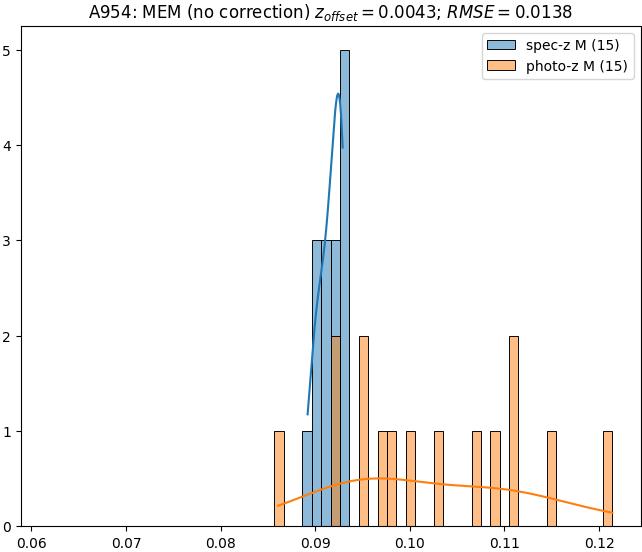 A954: MEM (no correction) z_offset = 0.0043; RMSE = 0.0138
spec-z M (15)
photo-z M (15)
5
4
3
2
1
0
0.06 0.07 0.08 0.09 0.10 0.11 0.12